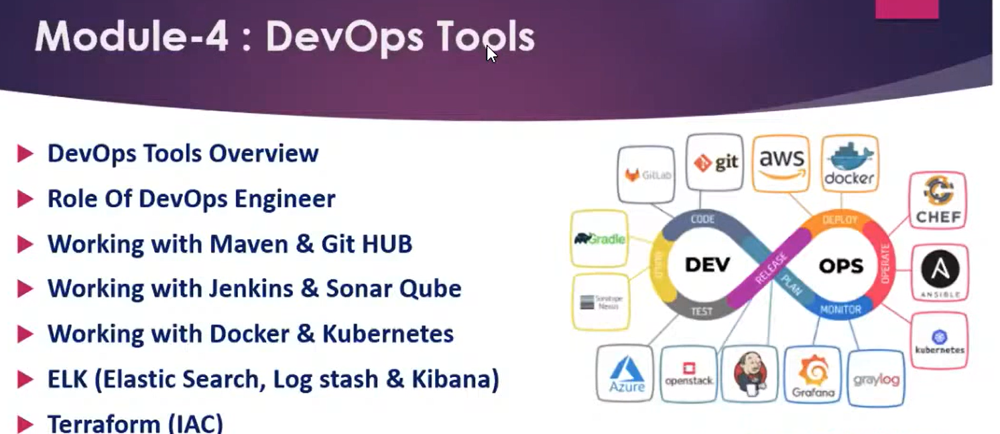 Module-4 : DevOps Tools
DevOps Tools Overview
Role Of DevOps Engineer
Working with Maven & Git HUB
Working with Jenkins & Sonar Qube
Working with Docker & Kubernetes
ELK (Elastic Search, Log stash & Kibana)
Terraform (IAC)
GitLab
git
aws
docker
CHEF
Gradle
CODE
DEPLOY
BUILD
DEV
RELEASE
PLAN
OPS
OPERATE
ANSIBLE
Sonatype
Nexus
TEST
MONITOR
kubernetes
Azure
openstack.
Grafana
graylog